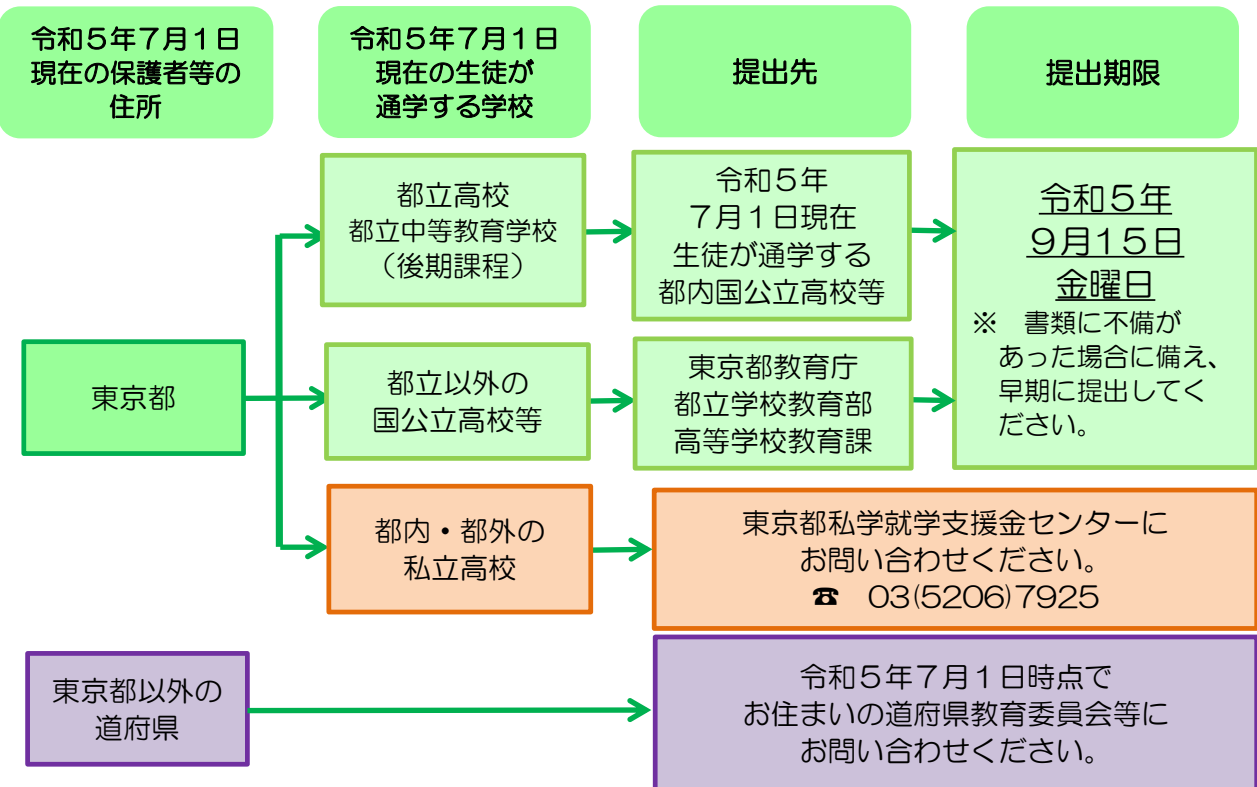 令和５年７月１日
現在の保護者等の
住所
令和５年７月１日
現在の生徒が
通学する学校
提出先
提出期限
東京都
都立高校
都立中等教育学校
（後期課程）
令和５年
７月１日現在
生徒が通学する
都内国公立高校等
令和５年
９月15日
金曜日
※　書類に不備が
あった場合に備え、
早期に提出してく
ださい。
都立以外の
国公立高校等
東京都教育庁
都立学校教育部
高等学校教育課
都内・都外の
私立高校
東京都私学就学支援金センターに
お問い合わせください。
☎　03(5206)7925
東京都以外の
道府県
令和５年７月１日時点で
お住まいの道府県教育委員会等に
お問い合わせください。